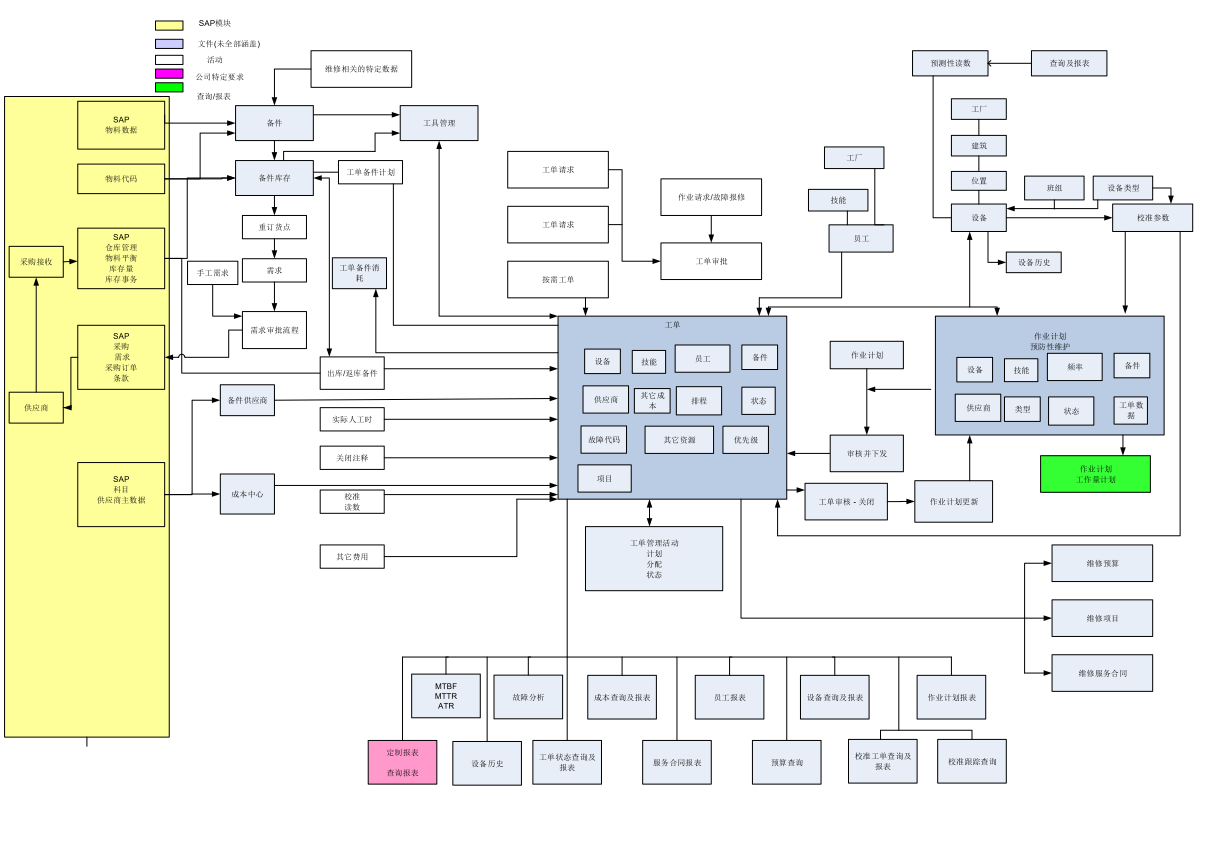 SAP模块
文件(未全部涵盖)
活动
公司特定要求
查询/报表
维修相关的特定数据
预测性读数
查询及报表
SAP
物料数据
备件
工具管理
工厂
建筑
位置
设备
班组
设备类型
校准参数
设备历史
物料代码
备件库存
工单备件计划
工单请求
工单请求
按需工单
作业请求/故障报修
工单审批
工厂
技能
员工
重订货点
SAP
仓库管理
物料平衡
库存量
库存事务
采购接收
手工需求
需求
工单备件消
耗
需求审批流程
SAP
采购
需求
采购订单
条款
供应商
出库/返库备件
备件供应商
实际人工时
关闭注释
SAP
科目
供应商主数据
成本中心
校准
读数
其它费用
工单
设备
技能
员工
备件
供应商
其它成
本
排程
状态
故障代码
其它资源
优先级
项目
作业计划
审核并下发
工单审核 - 关闭
作业计划更新
作业计划
预防性维护
设备
技能
频率
备件
供应商
类型
状态
工单数
据
作业计划
工作量计划
工单管理活动
计划
分配
状态
维修预算
维修项目
维修服务合同
MTBF
MTTR
ATR
故障分析
成本查询及报表
员工报表
设备查询及报表
作业计划报表
定制报表
查询报表
设备历史
工单状态查询及
报表
服务合同报表
预算查询
校准工单查询及
报表
校准跟踪查询